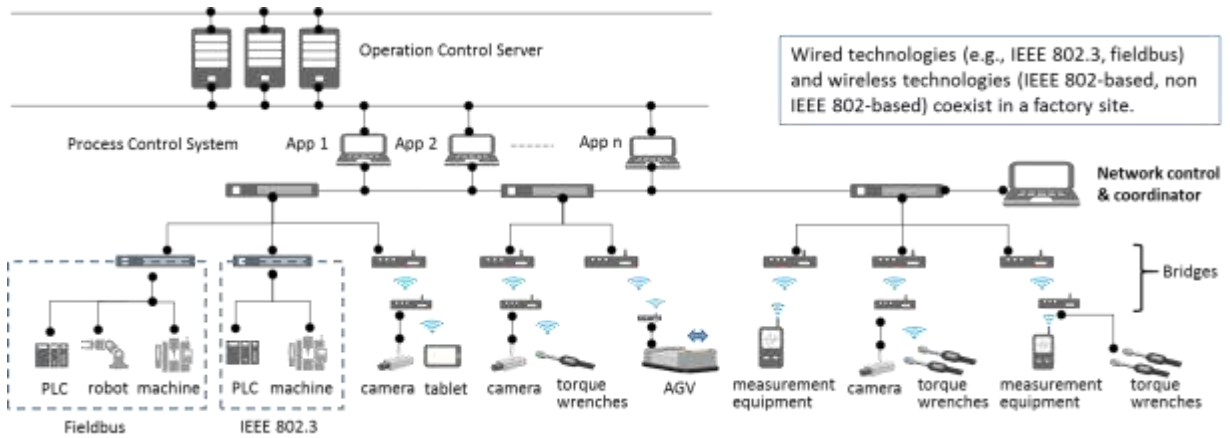 Operation Control Server
Wired technologies (e.g., IEEE 802.3, fieldbus)
and wireless technologies (IEEE 802-based, non
IEEE 802-based) coexist in a factory site.
Process Control System
App 1
App 2
App n
Network control
& coordinator
Bridges
PLC
robot
machine
PLC
machine
camera
tablet
camera
torque
wrenches
AGV
measurement
equipment
camera
torque
wrenches
measurement
equipment
torque
wrenches
Fieldbus
IEEE 802.3